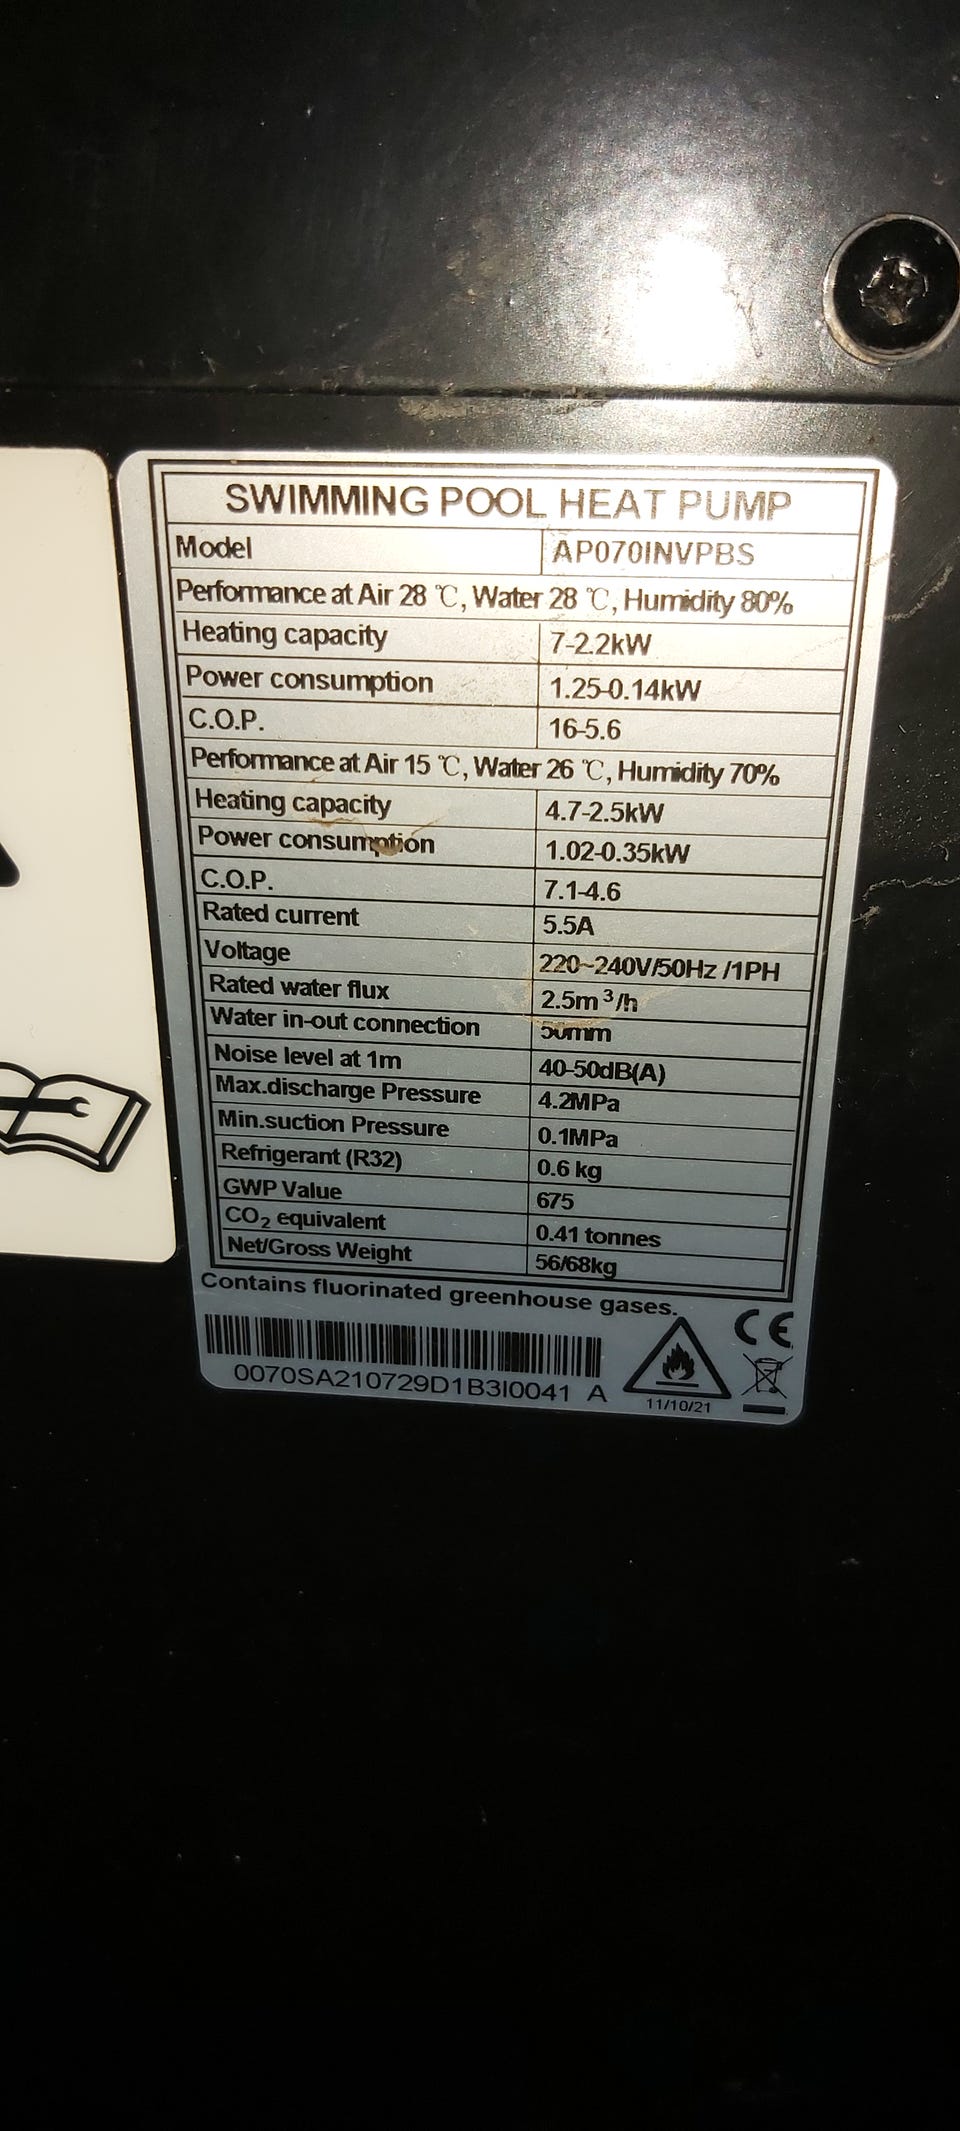 SWIMMING POOL HEAT PUMP
Model AP070INVPBS
Performance at Air 28 ℃, Water 28 ℃, Humidity 80%
Heating capacity 7-2.2kW
Power consumption 1.25-0.14kW
C.O.P. 16-5.6
Performance at Air 15 ℃, Water 26 ℃, Humidity 70%
Heating capacity 4.7-2.5kW
Power consumption 1.02-0.35kW
C.O.P. 7.1-4.6
Rated current 5.5A
Voltage 220~240V/50Hz /1PH
Rated water flux 2.5m³/h
Water in-out connection 50mm
Noise level at 1m 40-50dB(A)
Max.discharge Pressure 4.2MPa
Min.suction Pressure 0.1MPa
Refrigerant (R32) 0.6 kg
GWP Value 675
CO₂ equivalent 0.41 tonnes
Net/Gross Weight 56/68kg
Contains fluorinated greenhouse gases.
CE
0070SA210729D1B3I0041 A
11/10/21